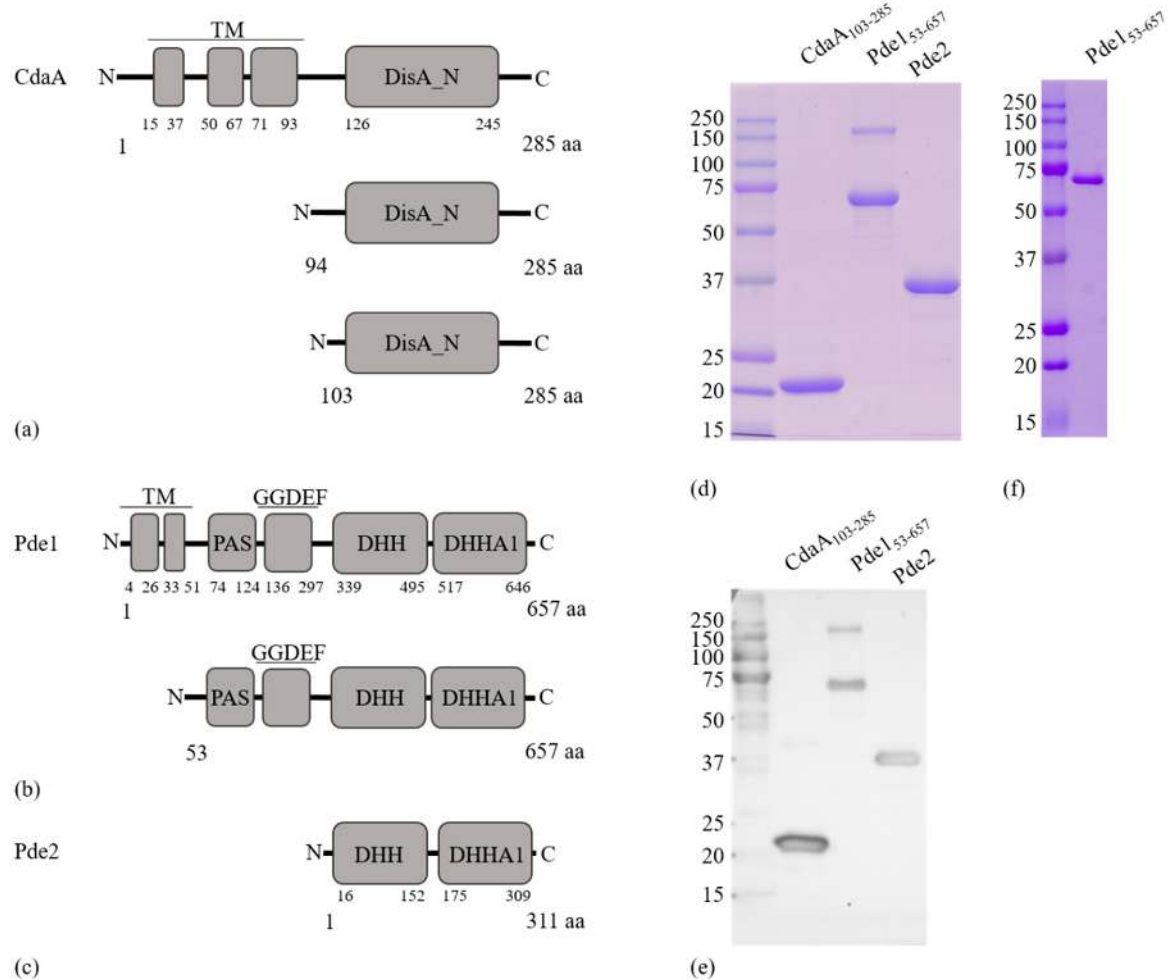 TM
CdaA N DisA_N C
15 37 50 67 71 93 126 245
1 285 aa
N DisA_N C
94 285 aa
N DisA_N C
103 285 aa
(a)
TM GGDEF
Pde1 N PAS DHH DHHA1 C
4 26 33 51 74 124 136 297 339 495 517 646
1 657 aa
GGDEF
N PAS DHH DHHA1 C
53 657 aa
(b)
Pde2 N DHH DHHA1 C
16 152 175 309
1 311 aa
(c)
CdaA103-285 Pde153-657 Pde2
250
150
100
75
50
37
25
20
15
(d)
Pde153-657
250
150
100
75
50
37
25
20
15
(f)
CdaA103-285 Pde153-657 Pde2
250
150
100
75
50
37
25
20
15
(e)